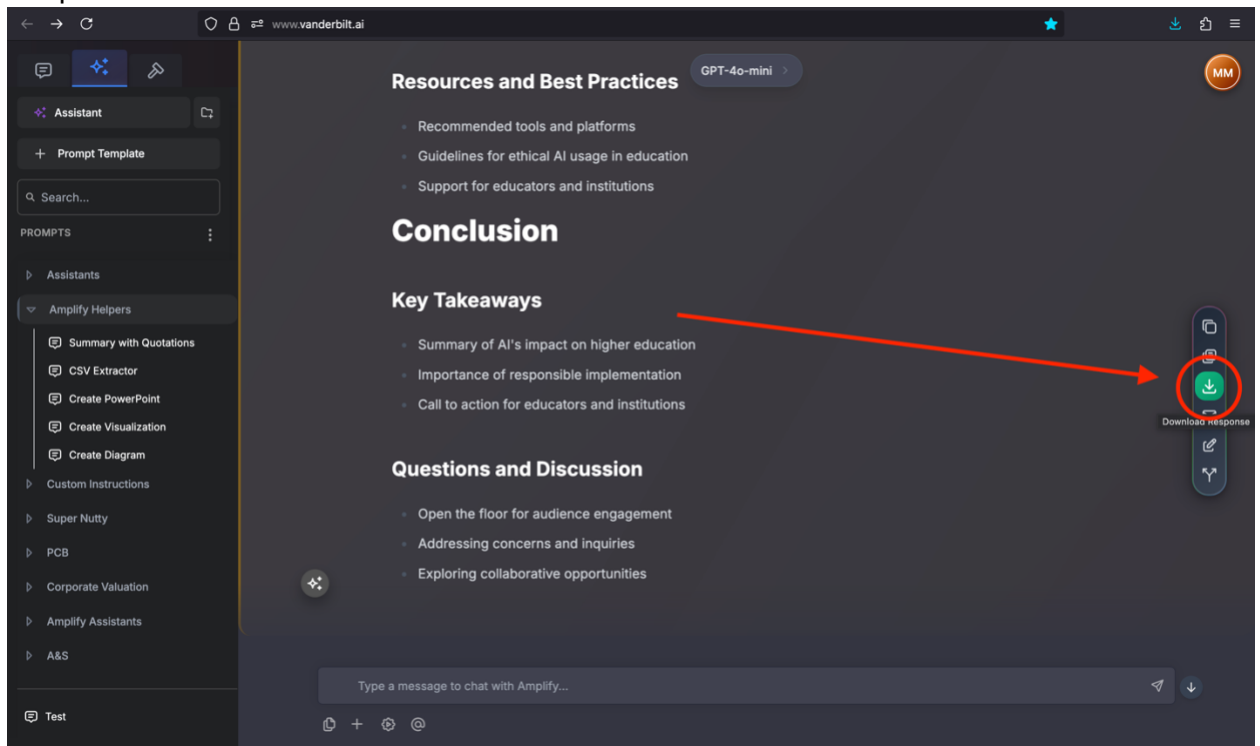 www.vanderbilt.ai
Assistant
+ Prompt Template
Search...
PROMPTS
Assistants
Amplify Helpers
Summary with Quotations
CSV Extractor
Create PowerPoint
Create Visualization
Create Diagram
Custom Instructions
Super Nutty
PCB
Corporate Valuation
Amplify Assistants
A&S
Test
GPT-4o-mini
MM
Resources and Best Practices
Recommended tools and platforms
Guidelines for ethical AI usage in education
Support for educators and institutions
Conclusion
Key Takeaways
Summary of AI's impact on higher education
Importance of responsible implementation
Call to action for educators and institutions
Download Response
Questions and Discussion
Open the floor for audience engagement
Addressing concerns and inquiries
Exploring collaborative opportunities
Type a message to chat with Amplify...